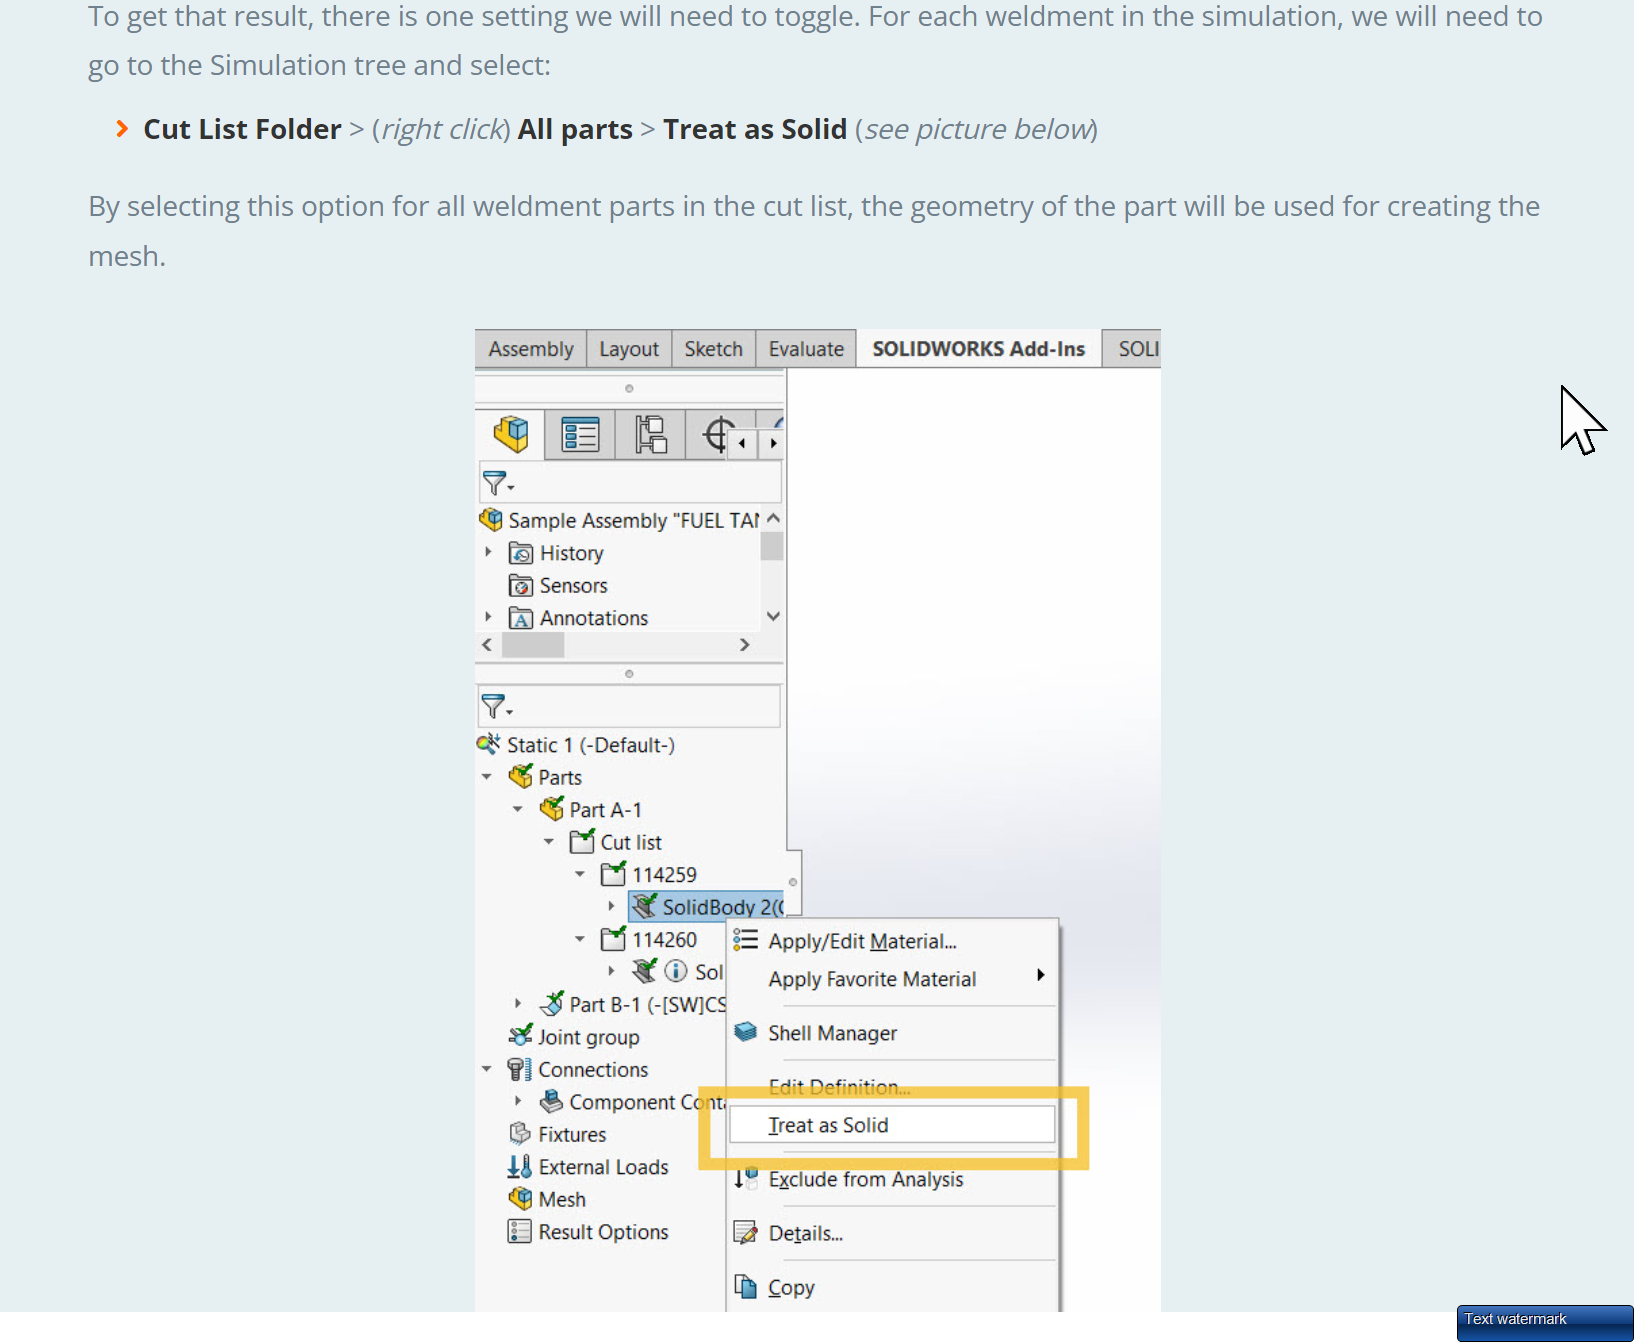 To get that result, there is one setting we will need to toggle. For each weldment in the simulation, we will need to
go to the Simulation tree and select:
Cut List Folder > (right click) All parts > Treat as Solid (see picture below)
By selecting this option for all weldment parts in the cut list, the geometry of the part will be used for creating the
mesh.
Assembly Layout Sketch Evaluate SOLIDWORKS Add-Ins SOLI
Sample Assembly "FUEL TAN
History
Sensors
Annotations
Static 1 (-Default-)
Parts
Part A-1
Cut list
114259
SolidBody 2(
114260
Sol
Part B-1 (-[SW]CS
Joint group
Connections
Component Conta
Fixtures
External Loads
Mesh
Result Options
Apply/Edit Material...
Apply Favorite Material
Shell Manager
Edit Definition...
Treat as Solid
Exclude from Analysis
Details...
Copy
Text watermark